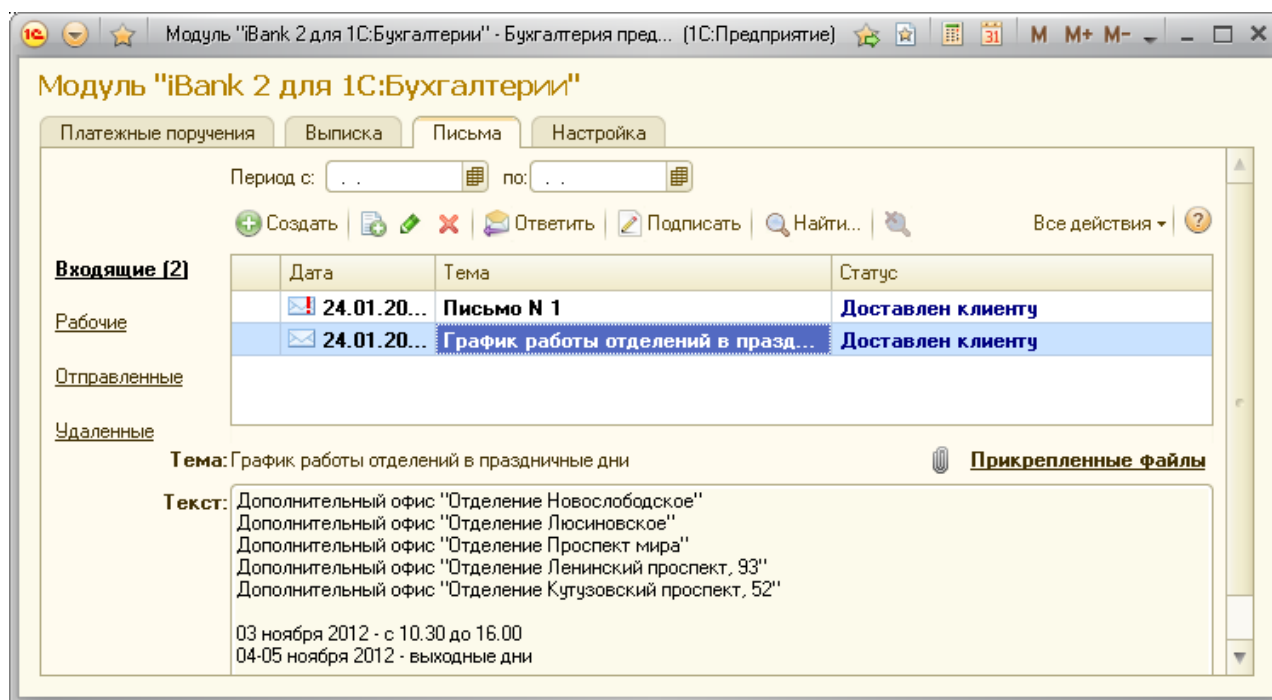 Модуль "iBank 2 для 1С:Бухгалтерии" - Бухгалтерия пред... (1С:Предприятие) 31 M M+ M-
Модуль "iBank 2 для 1С:Бухгалтерии"
Платежные поручения Выписка Письма Настройка
Период с: . . по: . .
Создать Ответить Подписать Найти... Все действия ?
Входящие (2)
Рабочие
Отправленные
Удаленные
Дата Тема Статус
24.01.20... Письмо N 1 Доставлен клиенту
24.01.20... График работы отделений в празд... Доставлен клиенту
Тема: График работы отделений в праздничные дни Прикрепленные файлы
Текст: Дополнительный офис "Отделение Новослободское"
Дополнительный офис "Отделение Люсиновское"
Дополнительный офис "Отделение Проспект мира"
Дополнительный офис "Отделение Ленинский проспект, 93"
Дополнительный офис "Отделение Кутузовский проспект, 52"
03 ноября 2012 - с 10.30 до 16.00
04-05 ноября 2012 - выходные дни